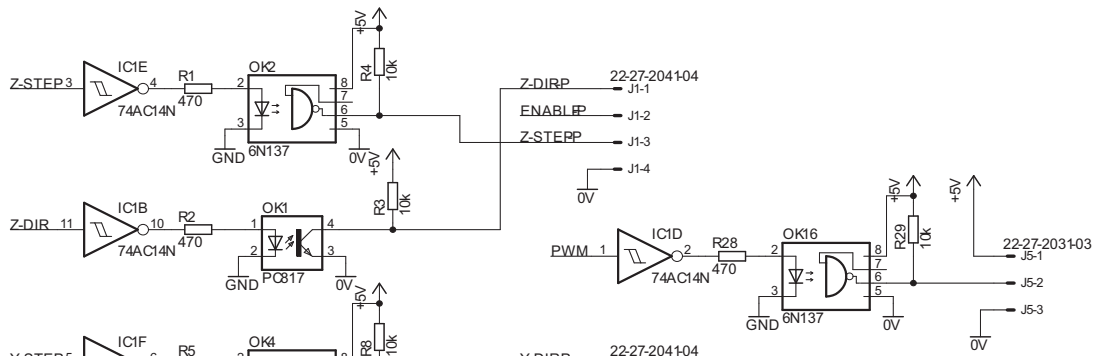 +5V
IC1E
R1
OK2
R4
10k
Z-STEP 3
4
2
8
7
6
3
5
470
74AC14N
GND
6N137
0V
Z-DIRP
22-27-2041-04
J1-1
ENABLEP
J1-2
Z-STEPP
J1-3
J1-4
0V
+5V
R3
10k
IC1B
R2
OK1
Z-DIR 11
10
1
4
2
3
470
74AC14N
GND
PC817
0V
+5V
+5V
IC1D
R28
OK16
R29
10k
22-27-2031-03
PWM 1
2
2
8
7
6
3
5
470
74AC14N
GND
6N137
0V
J5-1
J5-2
J5-3
0V
+5V
IC1F
R5
OK4
R8
10k
22-27-2041-04